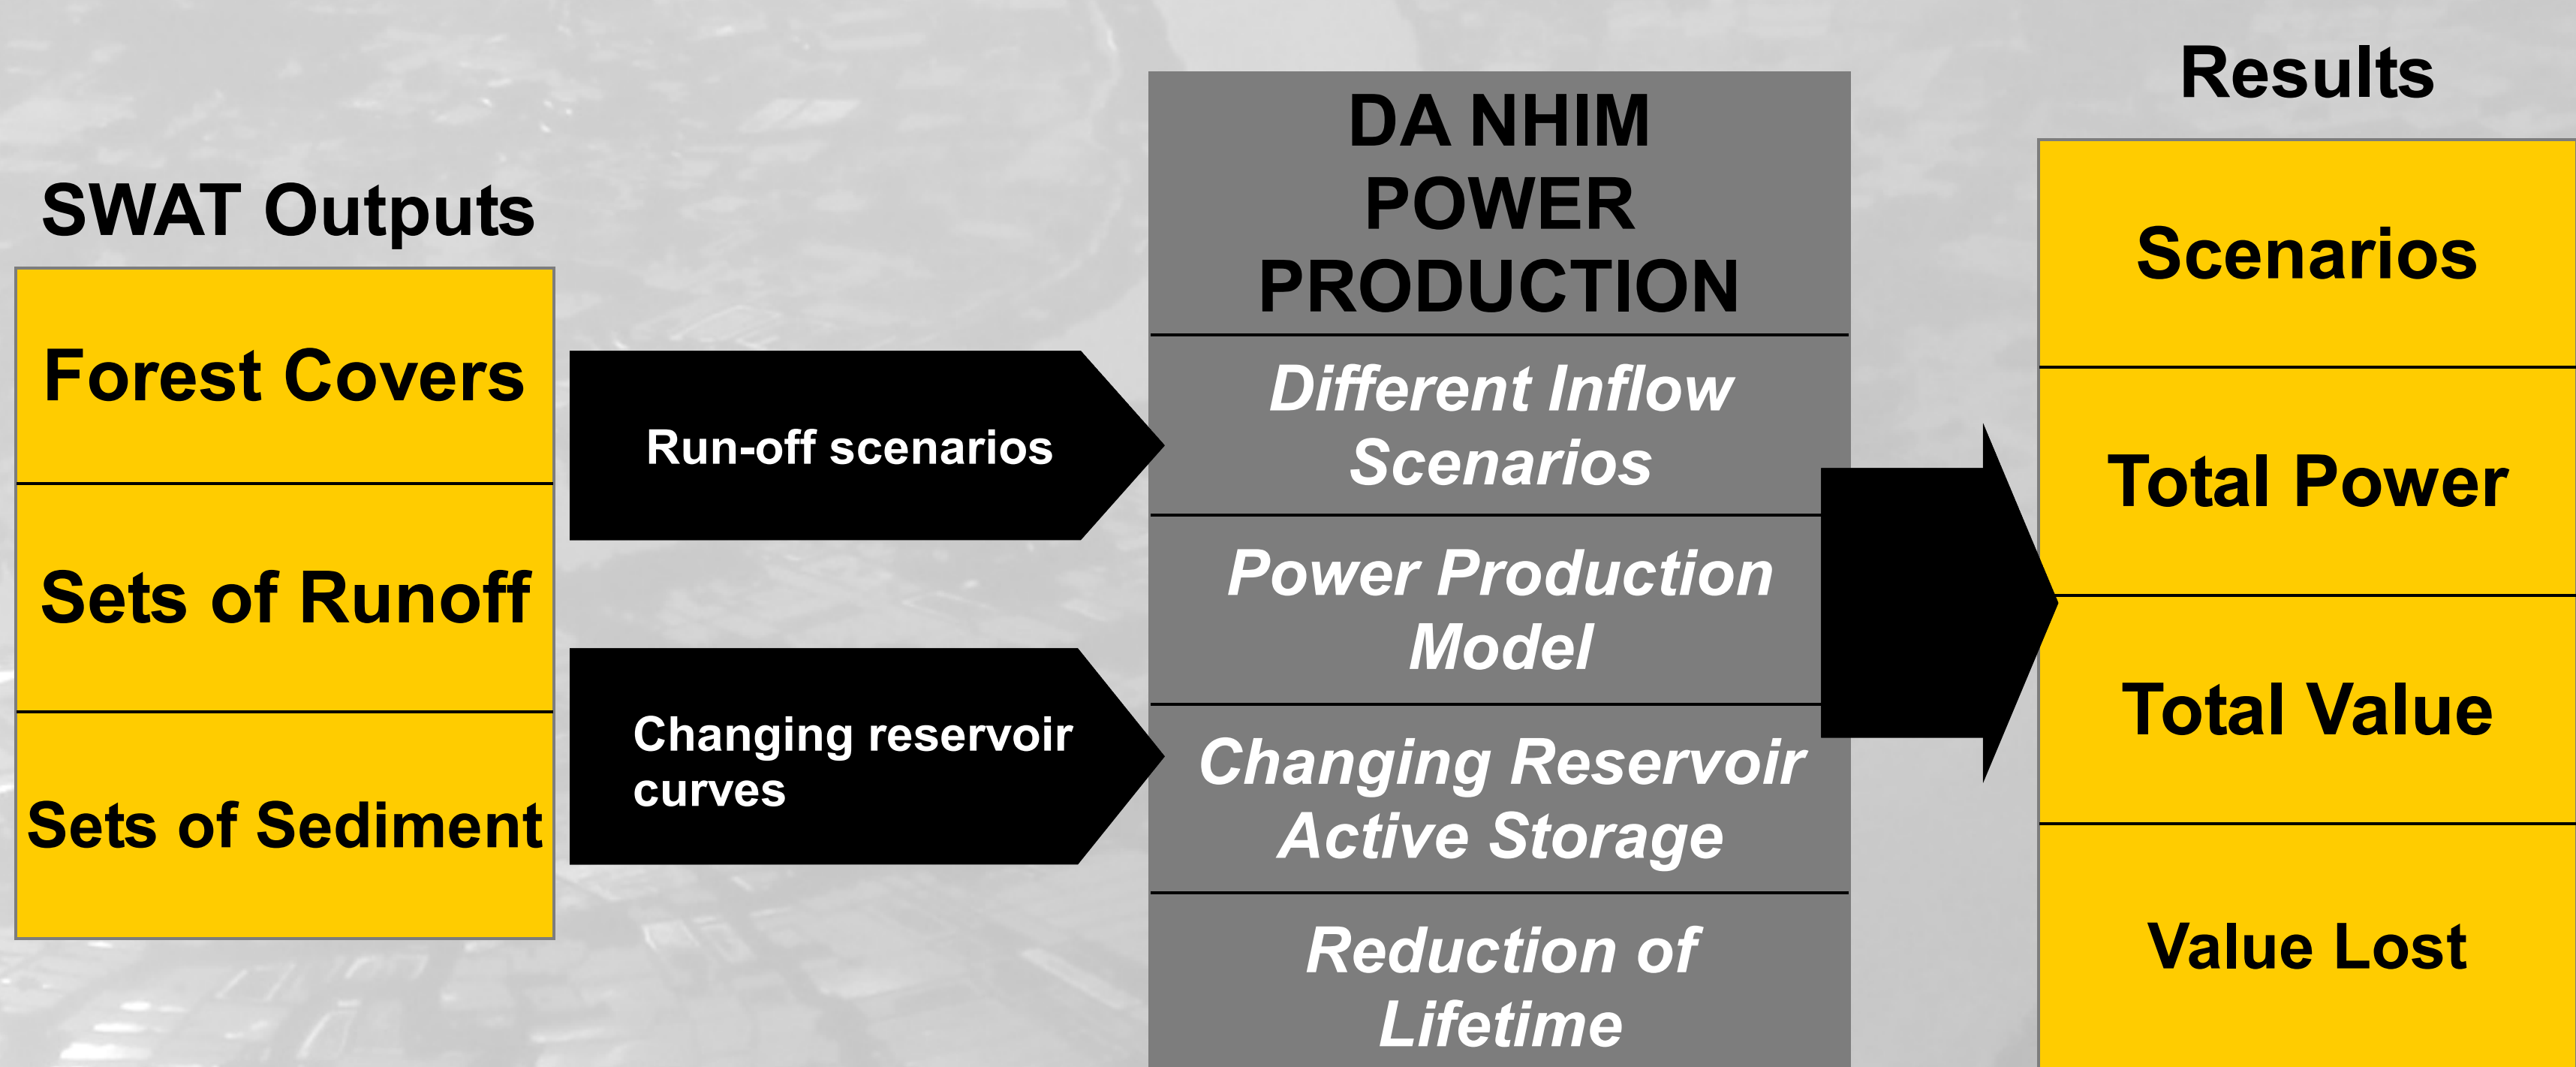 SWAT Outputs
Forest Covers
Sets of Runoff
Sets of Sediment
Run-off scenarios
Changing reservoir
curves
DA NHIM
POWER
PRODUCTION
Different Inflow
Scenarios
Power Production
Model
Changing Reservoir
Active Storage
Reduction of
Lifetime
Results
Scenarios
Total Power
Total Value
Value Lost